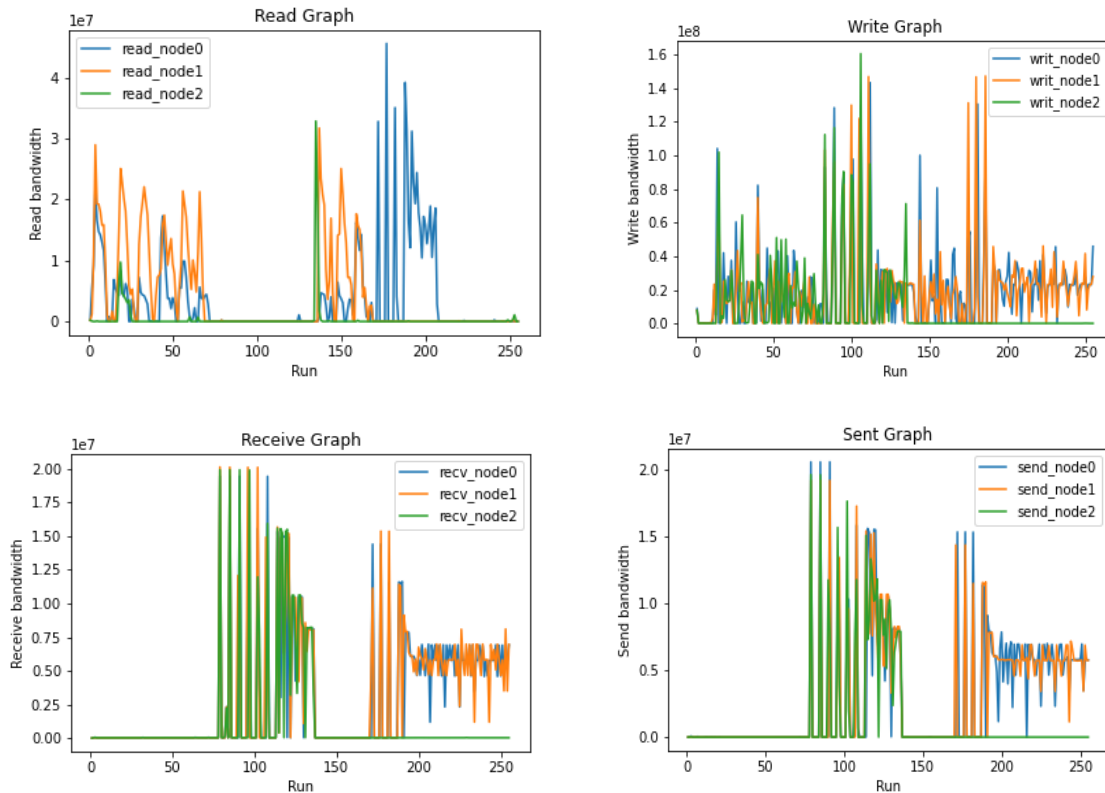 Read Graph
1e7
read_node0
read_node1
read_node2
4
3
2
1
0
Read bandwidth
0 50 100 150 200 250
Run
Write Graph
1e8
writ_node0
writ_node1
writ_node2
1.6
1.4
1.2
1.0
0.8
0.6
0.4
0.2
0.0
Write bandwidth
0 50 100 150 200 250
Run
Receive Graph
1e7
recv_node0
recv_node1
recv_node2
2.00
1.75
1.50
1.25
1.00
0.75
0.50
0.25
0.00
Receive bandwidth
0 50 100 150 200 250
Run
Sent Graph
1e7
send_node0
send_node1
send_node2
2.0
1.5
1.0
0.5
0.0
Send bandwidth
0 50 100 150 200 250
Run